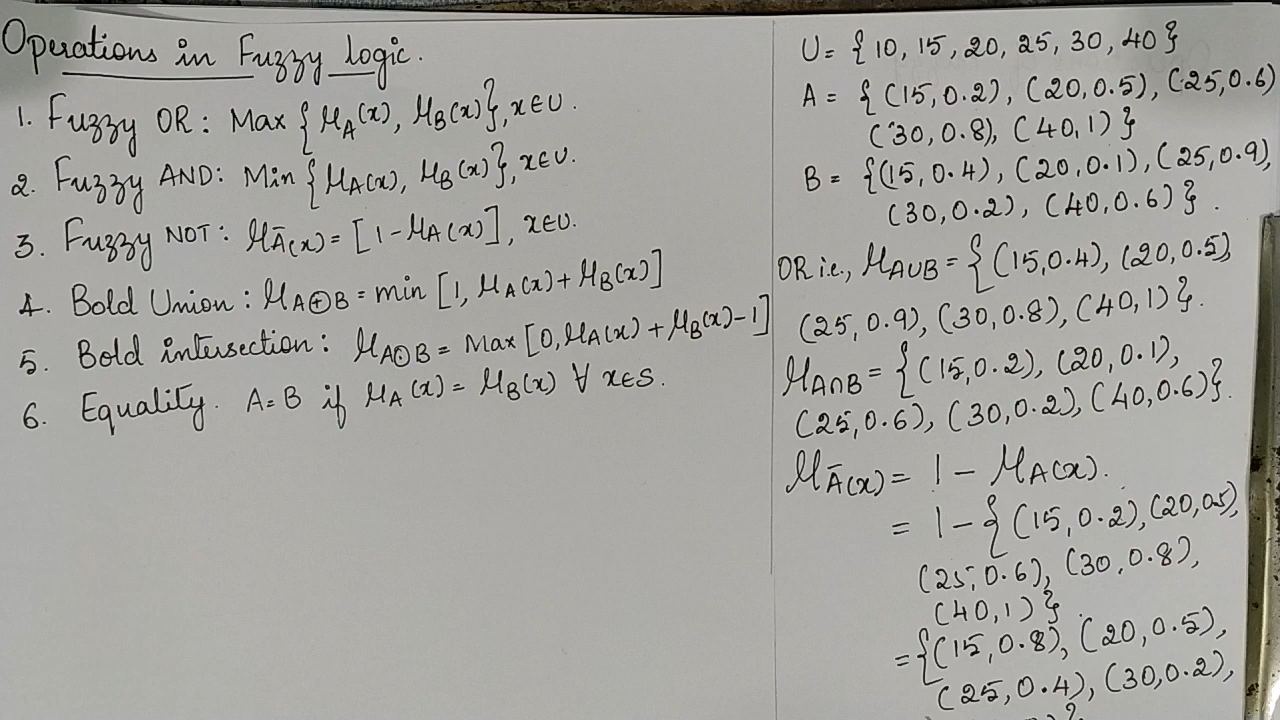 Operations in Fuzzy Logic.
1. Fuzzy OR : Max { μA(x), μB(x) }, x∈U.
2. Fuzzy AND: Min { μA(x), μB(x) }, x∈U.
3. Fuzzy NOT : μĀ(x) = [1 - μA(x)], x∈U.
4. Bold Union : μA⊕B = min [1, μA(x) + μB(x)]
5. Bold intersection : μA⊙B = Max [0, μA(x) + μB(x) - 1]
6. Equality. A=B if μA(x) = μB(x) ∀ x∈S.
U = { 10, 15, 20, 25, 30, 40 }
A = { (15, 0.2), (20, 0.5), (25, 0.6)
(30, 0.8), (40, 1) }
B = {(15, 0.4), (20, 0.1), (25, 0.9),
(30, 0.2), (40, 0.6) }.
OR i.e., μA∪B = { (15, 0.4), (20, 0.5),
(25, 0.9), (30, 0.8), (40, 1) }.
μA∩B = { (15, 0.2), (20, 0.1),
(25, 0.6), (30, 0.2), (40, 0.6) }.
μĀ(x) = 1 - μA(x).
= 1 - { (15, 0.2), (20, 0.5),
(25, 0.6), (30, 0.8),
(40, 1) }.
= {(15, 0.8), (20, 0.5),
(25, 0.4), (30, 0.2),